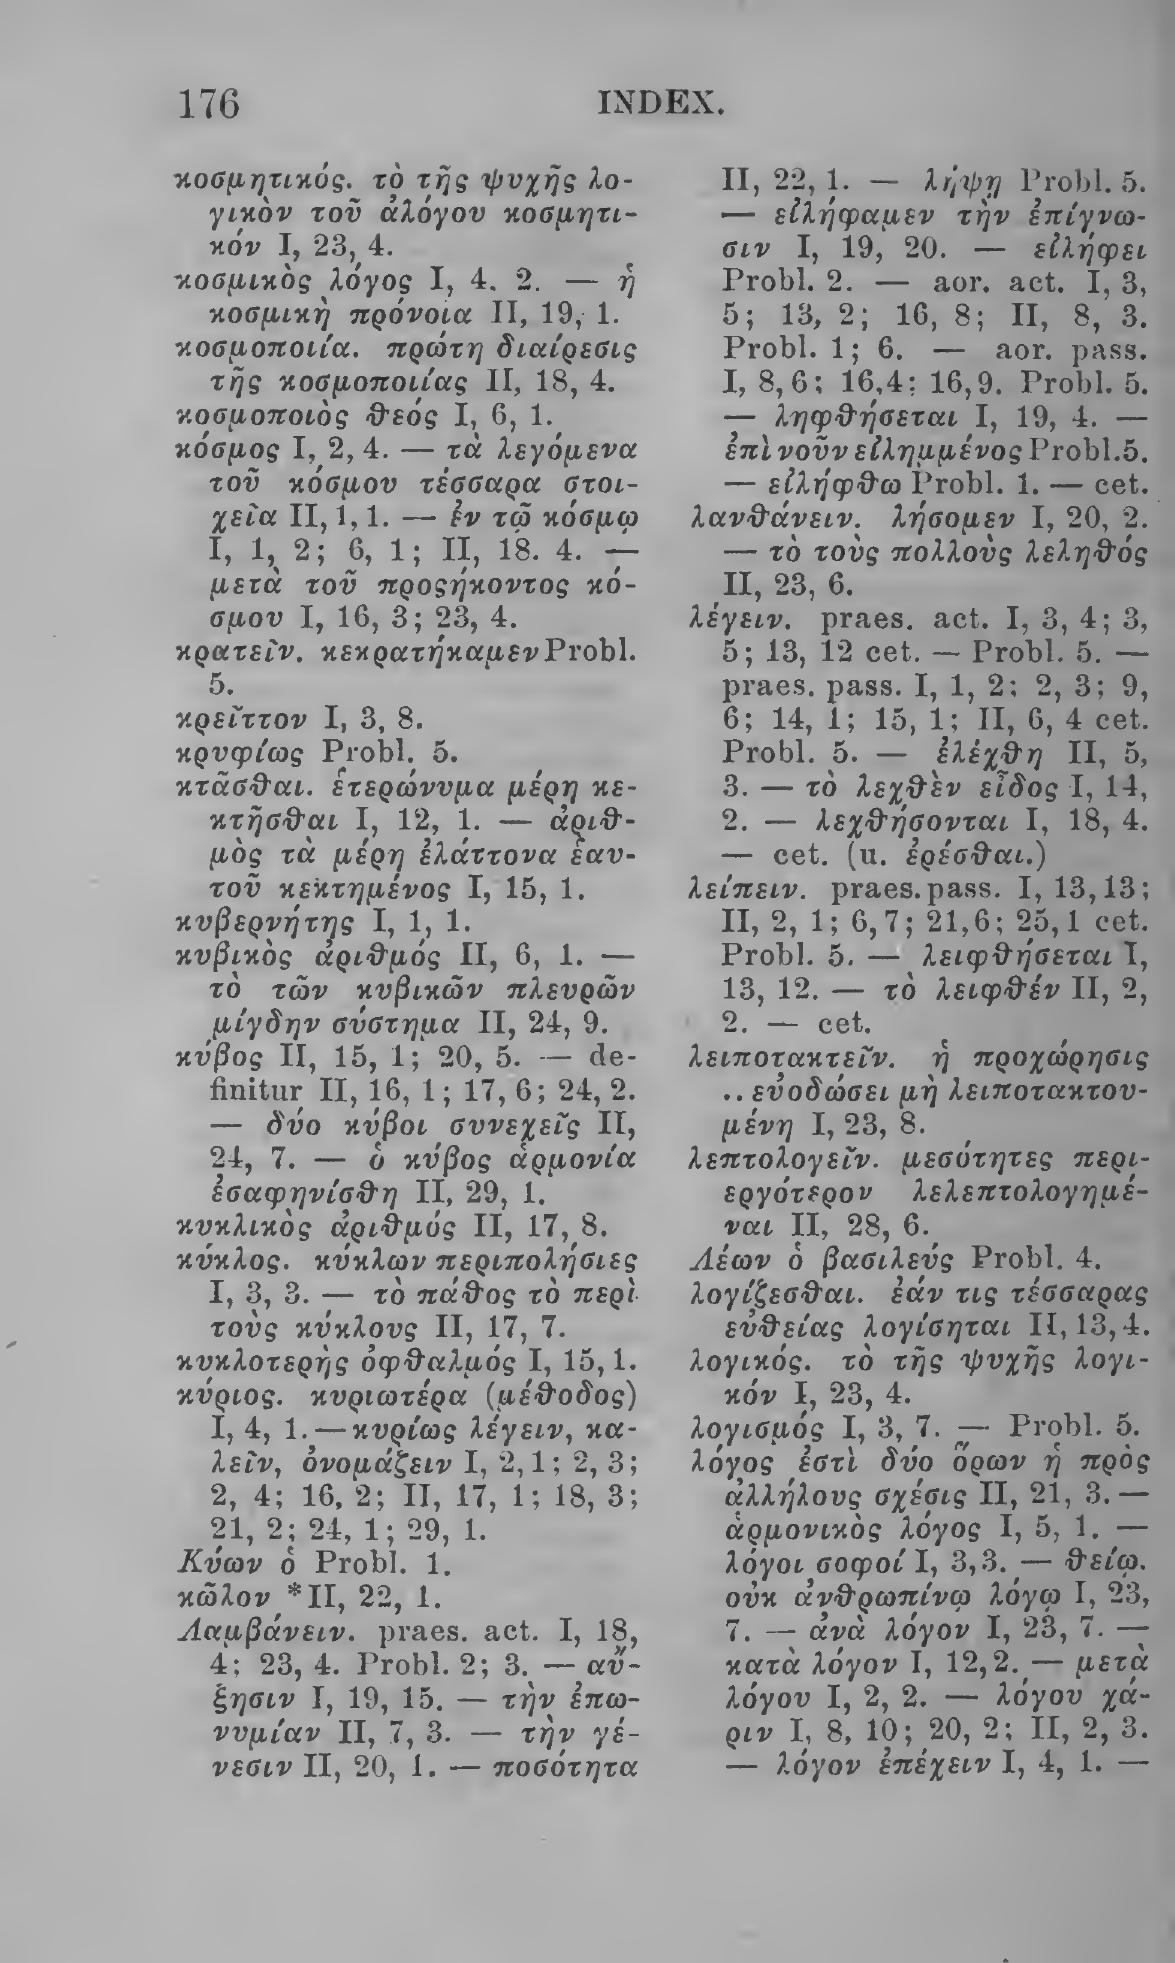 176
INDEX.
κοσμητικός. τὸ τῆς ψυχῆς λο-
γικὸν τοῦ ἀλόγου κοσμητι-
κόν I, 23, 4.
κοσμικὸς λόγος I, 4. 2. — ἡ
κοσμικὴ πρόνοια II, 19, 1.
κοσμοποιία. πρώτη διαίρεσις
τῆς κοσμοποιίας II, 18, 4.
κοσμοποιὸς θεός I, 6, 1.
κόσμος I, 2, 4. — τὰ λεγόμενα
τοῦ κόσμου τέσσαρα στοι-
χεῖα II, 1, 1. — ἐν τῷ κόσμῳ
I, 1, 2; 6, 1; II, 18. 4. —
μετὰ τοῦ προςήκοντος κό-
σμου I, 16, 3; 23, 4.
κρατεῖν. κεκρατήκαμεν Probl.
5.
κρεῖττον I, 3, 8.
κρυφίως Probl. 5.
κτᾶσθαι. ἑτερώνυμα μέρη κε-
κτῆσθαι I, 12, 1. — ἀριθ-
μὸς τὰ μέρη ἐλάττονα ἑαυ-
τοῦ κεκτημένος I, 15, 1.
κυβερνήτης I, 1, 1.
κυβικὸς ἀριθμός II, 6, 1. —
τὸ τῶν κυβικῶν πλευρῶν
μίγδην σύστημα II, 24, 9.
κύβος II, 15, 1; 20, 5. — de-
finitur II, 16, 1; 17, 6; 24, 2.
— δύο κύβοι συνεχεῖς II,
24, 7. — ὁ κύβος ἁρμονία
ἐσαφηνίσθη II, 29, 1.
κυκλικὸς ἀριθμός II, 17, 8.
κύκλος. κύκλων περιπολήσιες
I, 3, 3. — τὸ πάθος τὸ περὶ
τοὺς κύκλους II, 17, 7.
κυκλοτερὴς ὀφθαλμός I, 15, 1.
κύριος. κυριωτέρα (μέθοδος)
I, 4, 1. — κυρίως λέγειν, κα-
λεῖν, ὀνομάζειν I, 2, 1; 2, 3;
2, 4; 16, 2; II, 17, 1; 18, 3;
21, 2; 24, 1; 29, 1.
Κύων ὁ Probl. 1.
κῶλον *II, 22, 1.
Λαμβάνειν. praes. act. I, 18,
4; 23, 4. Probl. 2; 3. — αὔ-
ξησιν I, 19, 15. — τὴν ἐπω-
νυμίαν II, 7, 3. — τὴν γέ-
νεσιν II, 20, 1. — ποσότητα
II, 22, 1. — λήψῃ Probl. 5.
— εἰλήφαμεν τὴν ἐπίγνω-
σιν I, 19, 20. — εἰλήφει
Probl. 2. — aor. act. I, 3,
5; 13, 2; 16, 8; II, 8, 3.
Probl. 1; 6. — aor. pass.
I, 8, 6; 16, 4; 16, 9. Probl. 5.
— ληφθήσεται I, 19, 4. —
ἐπὶ νοῦν εἰλημμένος Probl. 5.
— εἰλήφθω Probl. 1. — cet.
λανθάνειν. λήσομεν I, 20, 2.
— τὸ τοὺς πολλοὺς λεληθός
II, 23, 6.
λέγειν. praes. act. I, 3, 4; 3,
5; 13, 12 cet. — Probl. 5. —
praes. pass. I, 1, 2; 2, 3; 9,
6; 14, 1; 15, 1; II, 6, 4 cet.
Probl. 5. — ἐλέχθη II, 5,
3. — τὸ λεχθὲν εἶδος I, 14,
2. — λεχθήσονται I, 18, 4.
— cet. (u. ἐρέσθαι.)
λείπειν. praes. pass. I, 13, 13;
II, 2, 1; 6, 7; 21, 6; 25, 1 cet.
Probl. 5. — λειφθήσεται I,
13, 12. — τὸ λειφθέν II, 2,
2. — cet.
λειποτακτεῖν. ἡ προχώρησις
.. εὐοδώσει μὴ λειποτακτου-
μένη I, 23, 8.
λεπτολογεῖν. μεσότητες περι-
εργότερον λελεπτολογημέ-
ναι II, 28, 6.
Λέων ὁ βασιλεύς Probl. 4.
λογίζεσθαι. ἐάν τις τέσσαρας
εὐθείας λογίσηται II, 13, 4.
λογικός. τὸ τῆς ψυχῆς λογι-
κόν I, 23, 4.
λογισμός I, 3, 7. — Probl. 5.
λόγος ἐστὶ δύο ὅρων ἡ πρὸς
ἀλλήλους σχέσις II, 21, 3. —
ἁρμονικὸς λόγος I, 5, 1. —
λόγοι σοφοί I, 3, 3. — θείῳ.
οὐκ ἀνθρωπίνῳ λόγῳ I, 23,
7. — ἀνὰ λόγον I, 23, 7. —
κατὰ λόγον I, 12, 2. — μετὰ
λόγου I, 2, 2. — λόγου χά-
ριν I, 8, 10; 20, 2; II, 2, 3.
— λόγον ἐπέχειν I, 4, 1. —